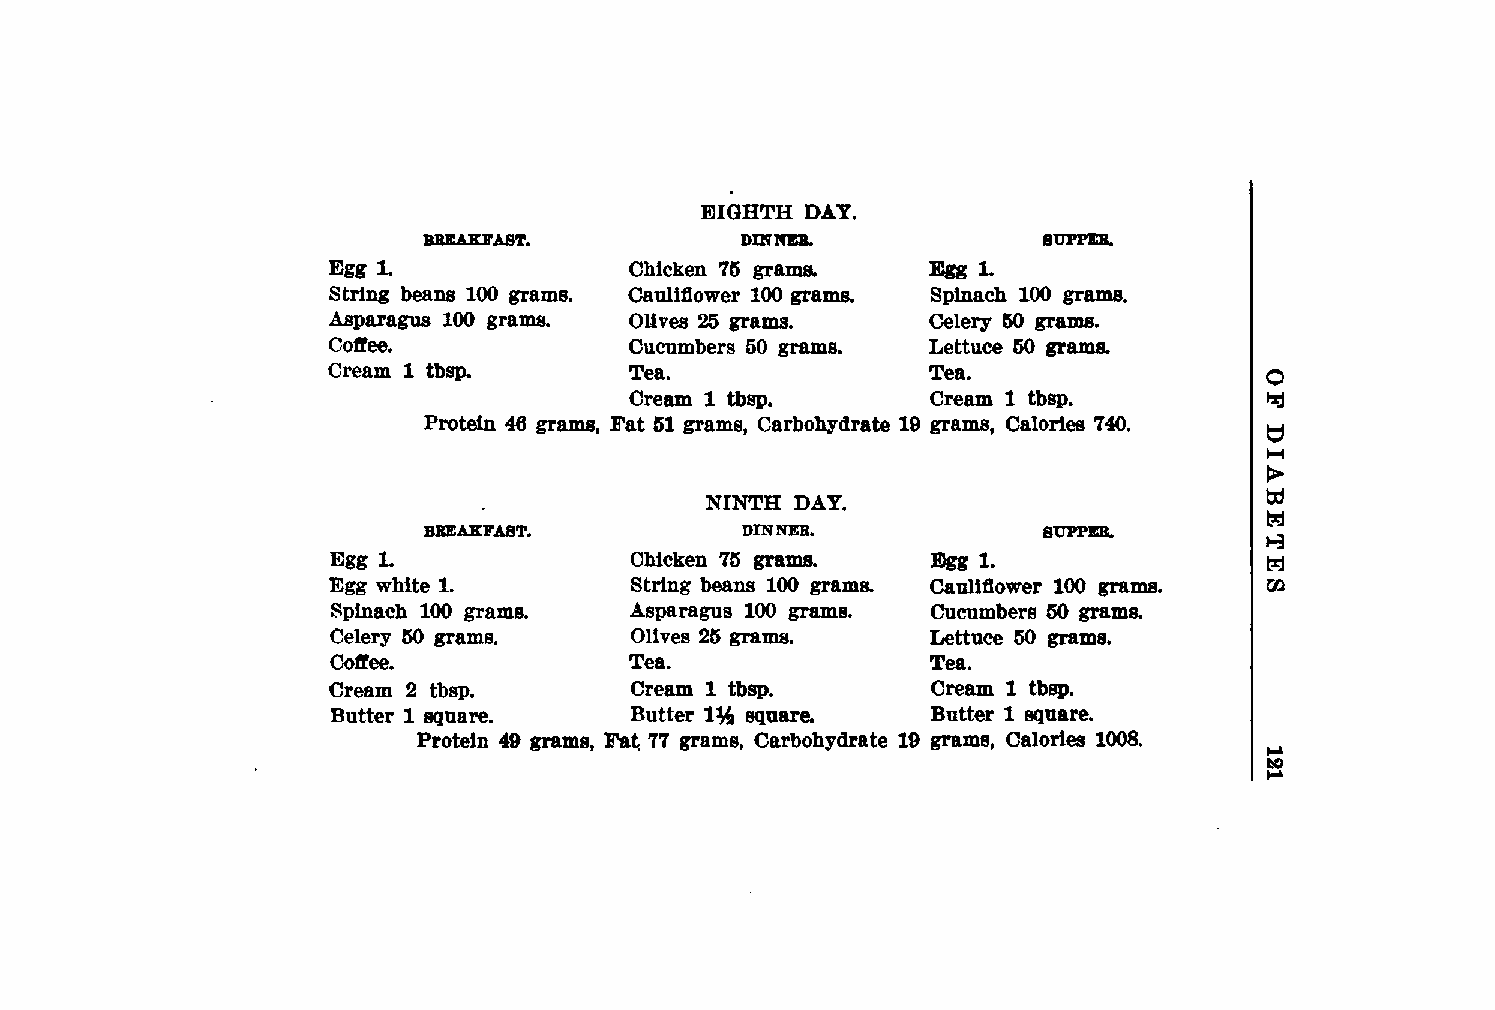 EIGHTH DAY.
BREAKFAST. DINNER. SUPPER.
Egg 1. Chicken 75 grams. Egg 1.
String beans 100 grams. Cauliflower 100 grams. Spinach 100 grams.
Asparagus 100 grams. Olives 25 grams. Celery 50 grams.
Coffee. Cucumbers 50 grams. Lettuce 50 grams.
Cream 1 tbsp. Tea. Tea.
Cream 1 tbsp. Cream 1 tbsp.
Protein 46 grams, Fat 51 grams, Carbohydrate 19 grams, Calories 740.
NINTH DAY.
BREAKFAST. DINNER. SUPPER.
Egg 1. Chicken 75 grams. Egg 1.
Egg white 1. String beans 100 grams. Cauliflower 100 grams.
Spinach 100 grams. Asparagus 100 grams. Cucumbers 50 grams.
Celery 50 grams. Olives 25 grams. Lettuce 50 grams.
Coffee. Tea. Tea.
Cream 2 tbsp. Cream 1 tbsp. Cream 1 tbsp.
Butter 1 square. Butter 1½ square. Butter 1 square.
Protein 49 grams, Fat 77 grams, Carbohydrate 19 grams, Calories 1008.
OF DIABETES 121